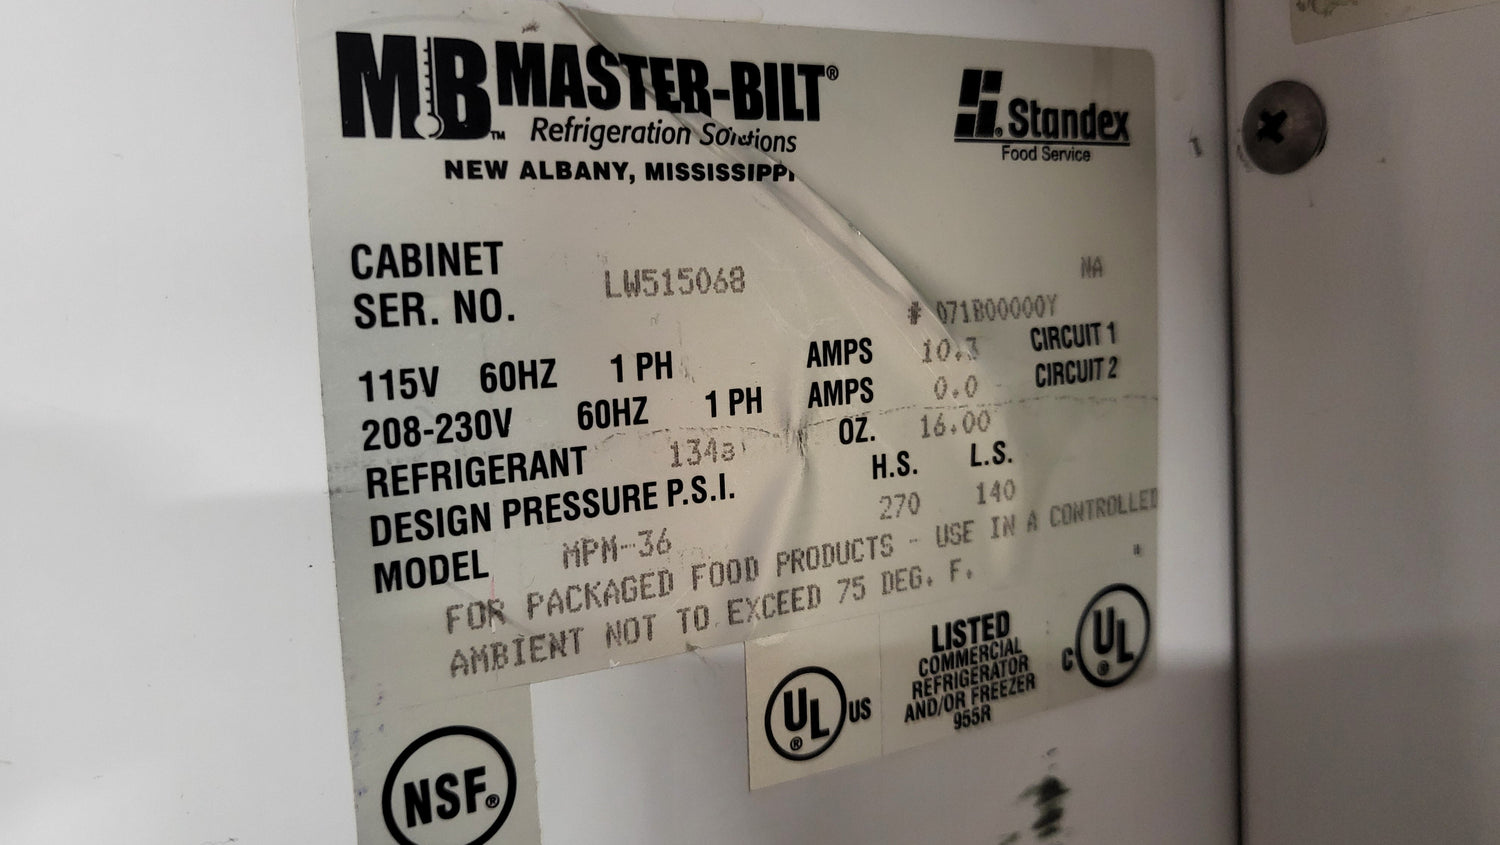 MB™ MASTER-BILT®
Refrigeration Solutions
NEW ALBANY, MISSISSIPPI
Standex
Food Service
CABINET
SER. NO. LW515068 NA
# 071B00000Y
115V 60HZ 1 PH AMPS 10.3 CIRCUIT 1
208-230V 60HZ 1 PH AMPS 0.0 CIRCUIT 2
REFRIGERANT 134a OZ. 16.00
DESIGN PRESSURE P.S.I. H.S. L.S.
270 140
MODEL MPM-36
FOR PACKAGED FOOD PRODUCTS - USE IN A CONTROLLED
AMBIENT NOT TO EXCEED 75 DEG. F.
NSF®
UL® US
LISTED
COMMERCIAL
REFRIGERATOR
AND/OR FREEZER
955R
C UL®